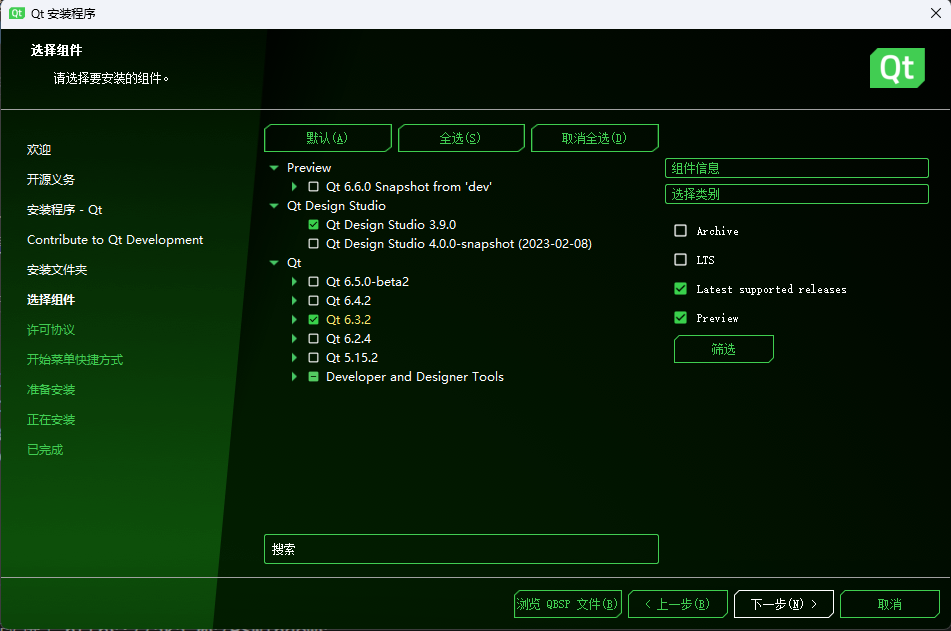 Qt Qt 安装程序
选择组件
请选择要安装的组件。
Qt
欢迎
开源义务
安装程序 - Qt
Contribute to Qt Development
安装文件夹
选择组件
许可协议
开始菜单快捷方式
准备安装
正在安装
已完成
默认(A) 全选(S) 取消全选(D)
Preview
Qt 6.6.0 Snapshot from 'dev'
Qt Design Studio
Qt Design Studio 3.9.0
Qt Design Studio 4.0.0-snapshot (2023-02-08)
Qt
Qt 6.5.0-beta2
Qt 6.4.2
Qt 6.3.2
Qt 6.2.4
Qt 5.15.2
Developer and Designer Tools
搜索
组件信息
选择类别
Archive
LTS
Latest supported releases
Preview
筛选
浏览 QBSP 文件(B) < 上一步(B) 下一步(N) > 取消